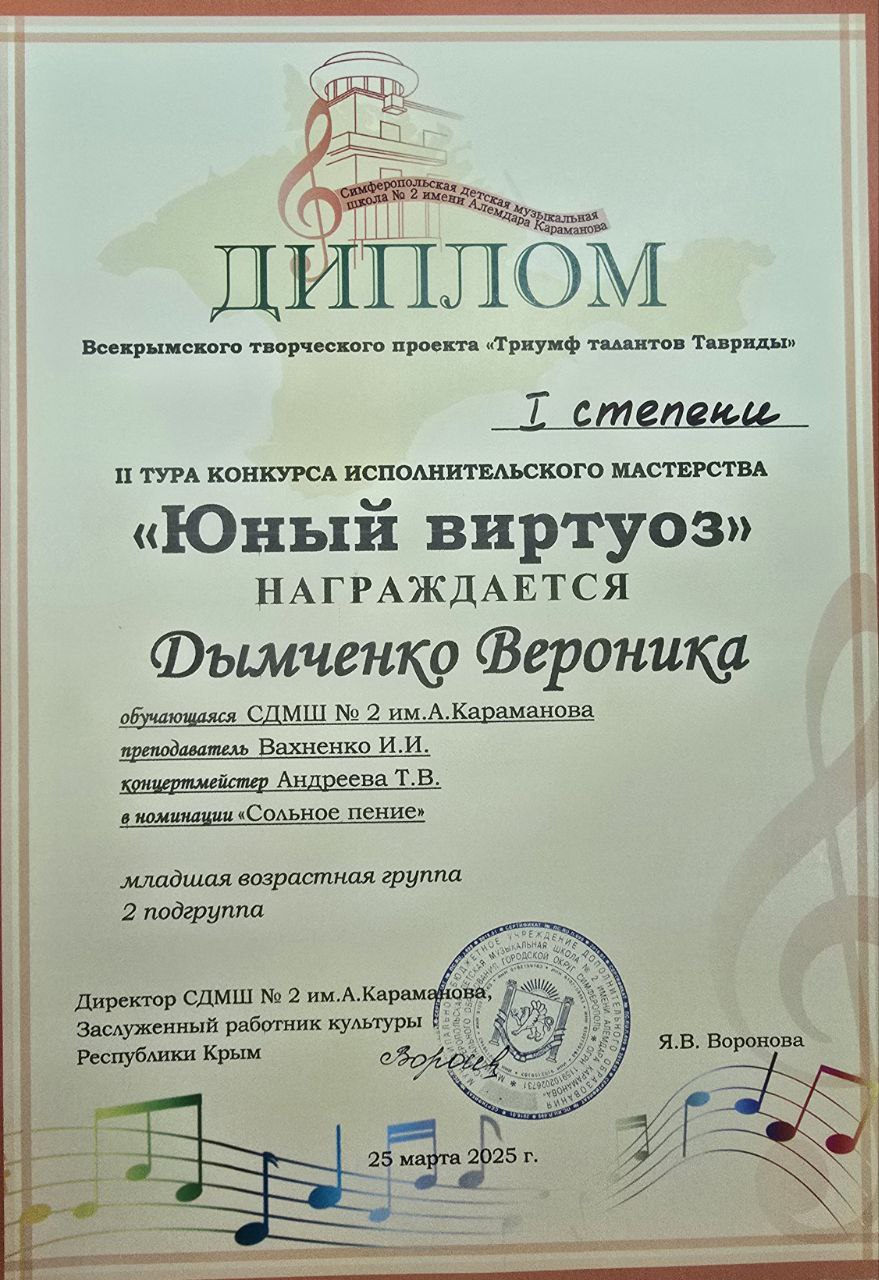 Симферопольская детская музыкальная
школа № 2 имени Алемдара Караманова
ДИПЛОМ
Всекрымского творческого проекта «Триумф талантов Тавриды»
I степени
II ТУРА КОНКУРСА ИСПОЛНИТЕЛЬСКОГО МАСТЕРСТВА
«Юный виртуоз»
НАГРАЖДАЕТСЯ
Дымченко Вероника
обучающаяся СДМШ № 2 им.А.Караманова
преподаватель Вахненко И.И.
концертмейстер Андреева Т.В.
в номинации «Сольное пение»
младшая возрастная группа
2 подгруппа
Директор СДМШ № 2 им.А.Караманова,
Заслуженный работник культуры
Республики Крым
Я.В. Воронова
25 марта 2025 г.